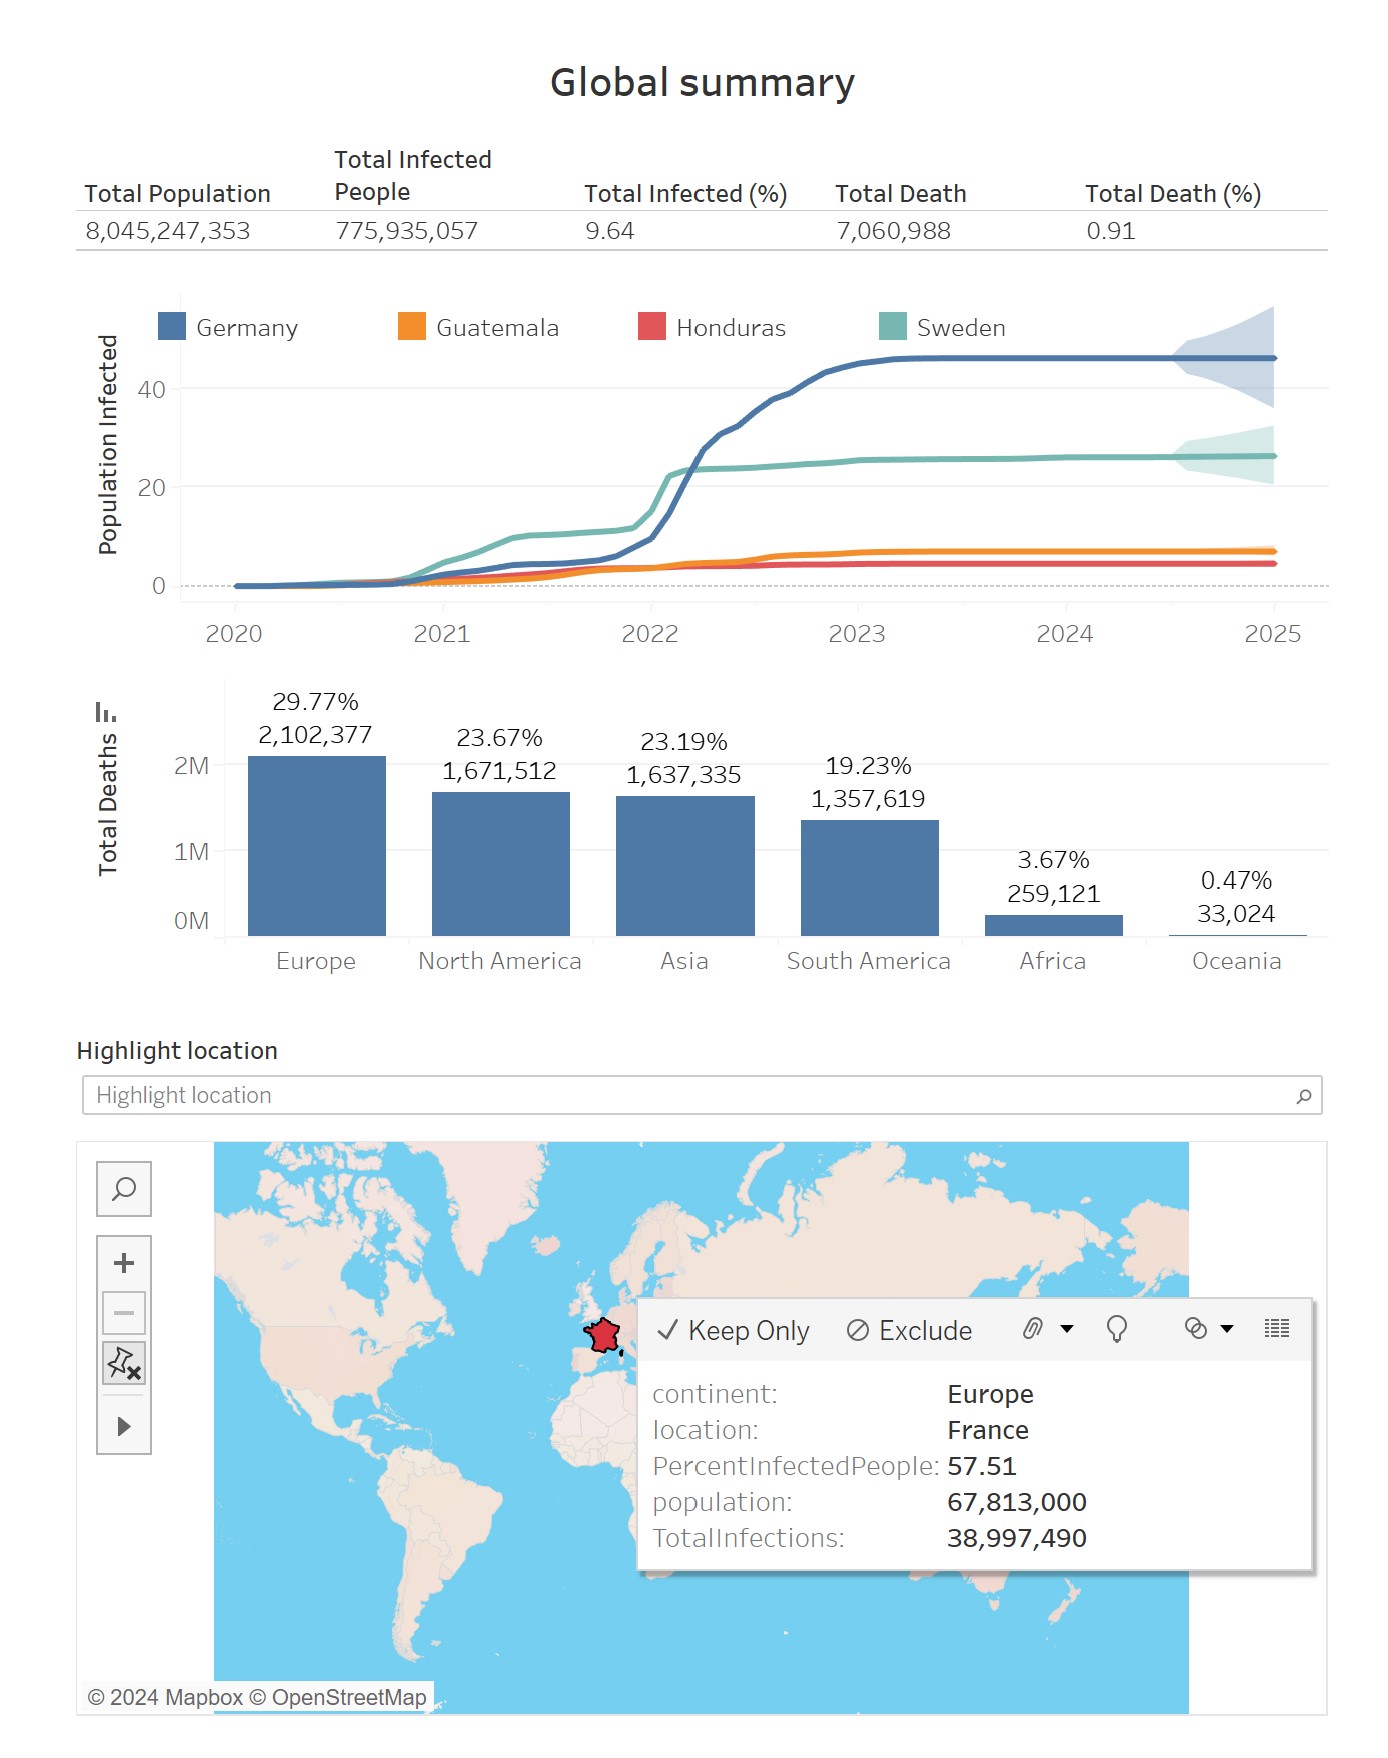 Global summary
Total Population
Total Infected
People
Total Infected (%)
Total Death
Total Death (%)
8,045,247,353
775,935,057
9.64
7,060,988
0.91
Germany
Guatemala
Honduras
Sweden
Population Infected
40
20
0
2020
2021
2022
2023
2024
2025
Total Deaths
2M
1M
0M
29.77%
2,102,377
23.67%
1,671,512
23.19%
1,637,335
19.23%
1,357,619
3.67%
259,121
0.47%
33,024
Europe
North America
Asia
South America
Africa
Oceania
Highlight location
Highlight location
Keep Only
Exclude
continent: Europe
location: France
PercentInfectedPeople: 57.51
population: 67,813,000
TotalInfections: 38,997,490
© 2024 Mapbox © OpenStreetMap